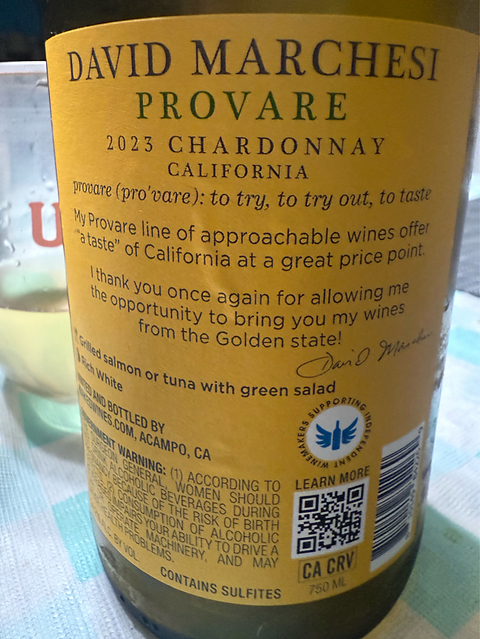 DAVID MARCHESI
PROVARE
2023 CHARDONNAY
CALIFORNIA
provare (pro'vare): to try, to try out, to taste
My Provare line of approachable wines offer
"a taste" of California at a great price point.
I thank you once again for allowing me
the opportunity to bring you my wines
from the Golden state!
David
Grilled salmon or tuna with green salad
Rich White
AND BOTTLED BY
ACAMPO, CA
WARNING: (1) ACCORDING TO
GENERAL, WOMEN SHOULD
ALCOHOLIC BEVERAGES DURING
BECAUSE OF THE RISK OF BIRTH
CONSUMPTION OF ALCOHOLIC
YOUR ABILITY TO DRIVE A
MACHINERY, AND MAY
PROBLEMS.
BY VOL.
CONTAINS SULFITES
WINEMAKERS SUPPORTING INDEPENDENT
LEARN MORE
CA CRV
750 ML
U